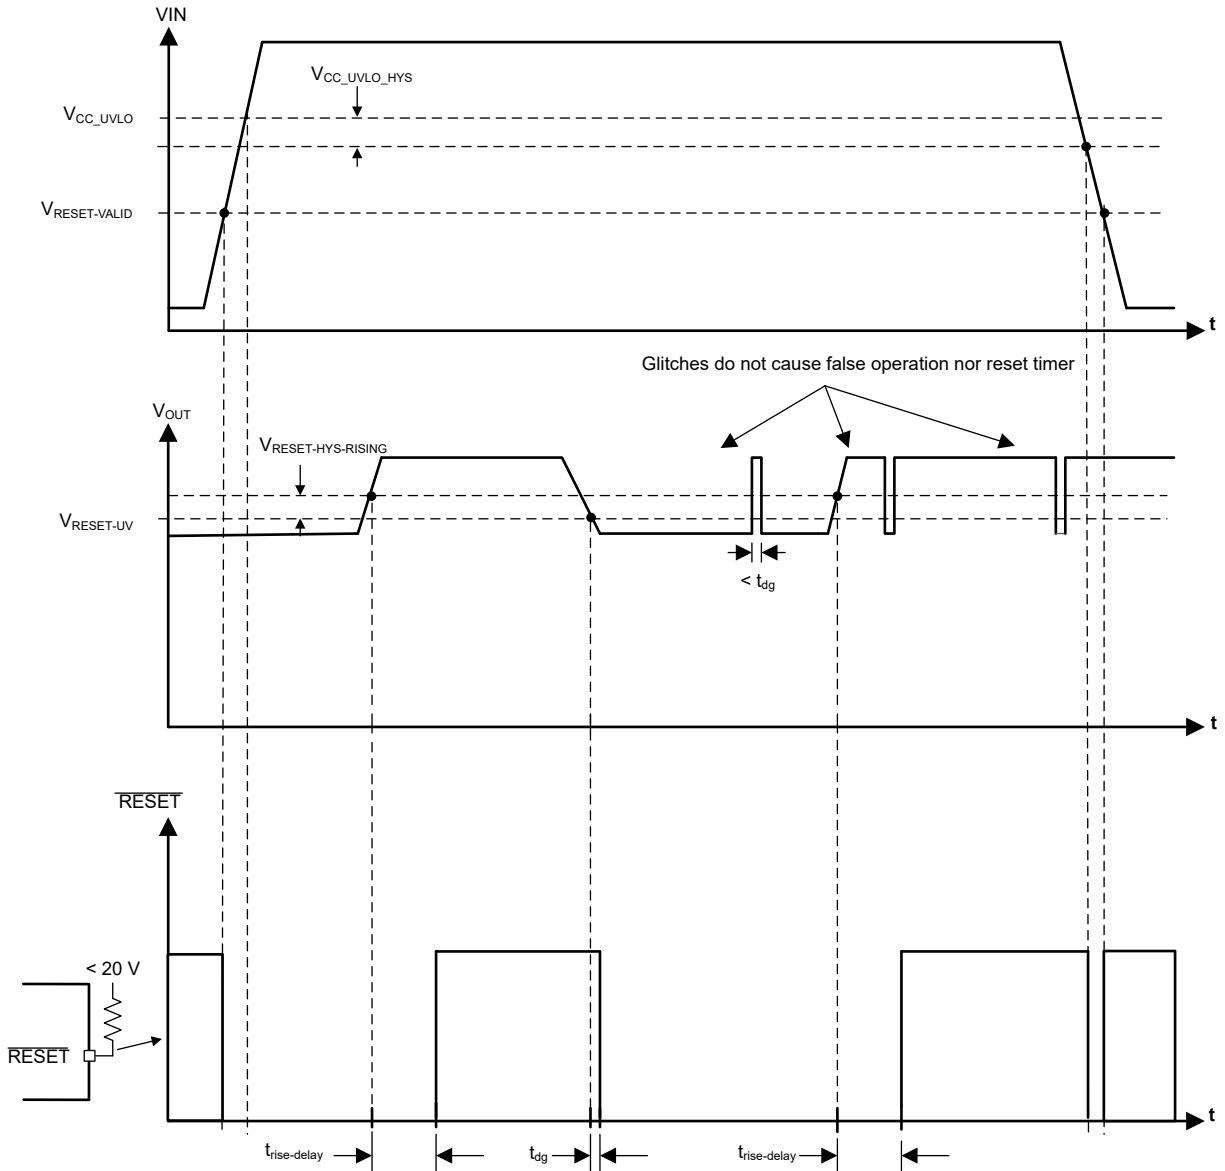 VIN
VCC_UVLO_HYS
VCC_UVLO
VRESET-VALID
t
Glitches do not cause false operation nor reset timer
VOUT
VRESET-HYS-RISING
VRESET-UV
< tdg
t
RESET
< 20 V
RESET
t
trise-delay
tdg
trise-delay